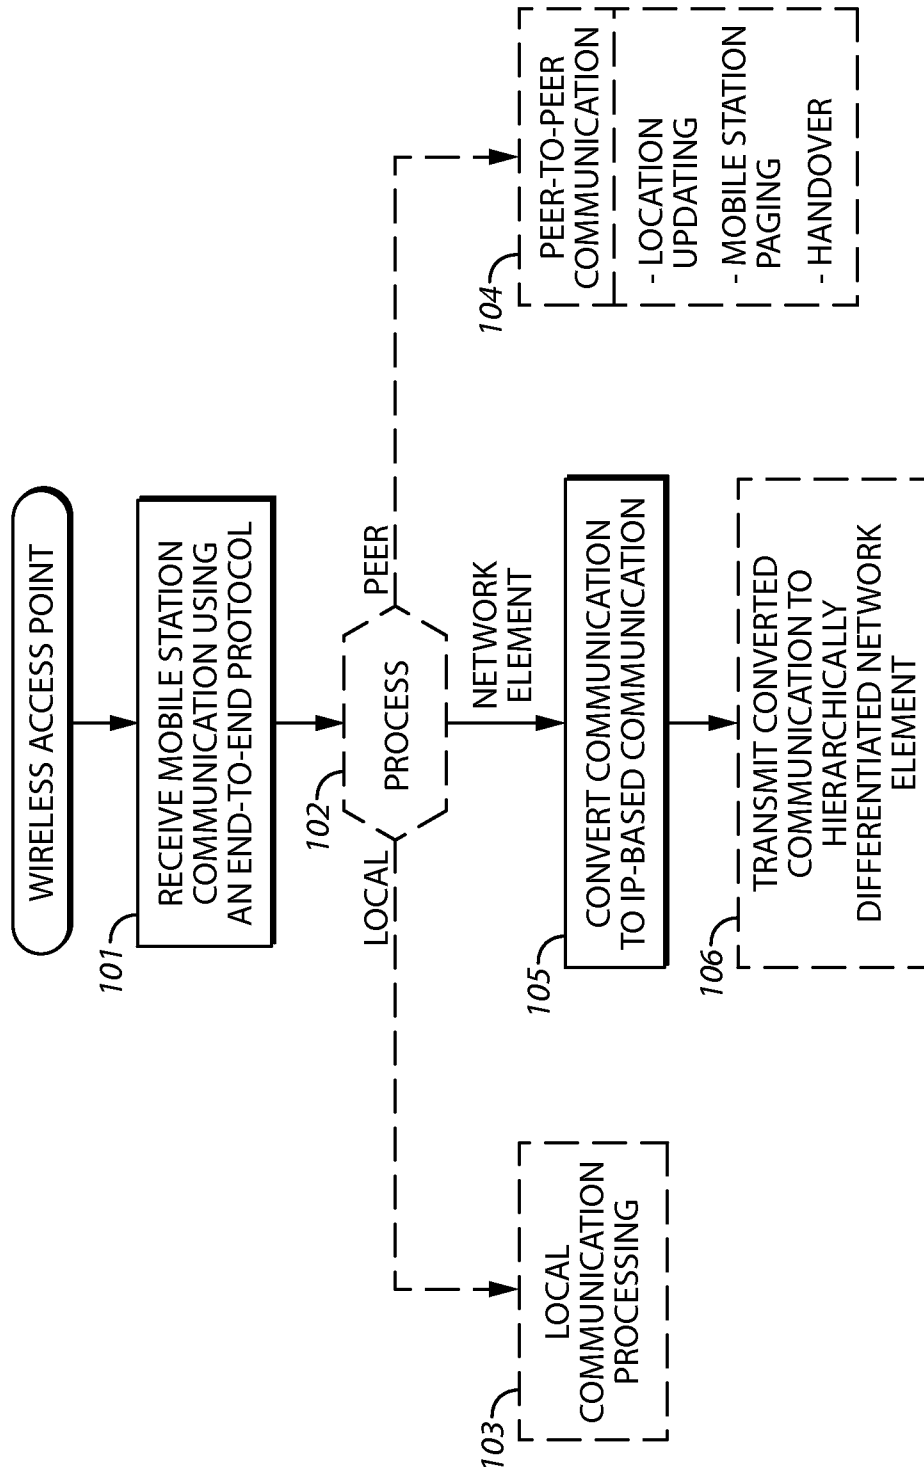 WIRELESS ACCESS POINT
101
RECEIVE MOBILE STATION
COMMUNICATION USING
AN END-TO-END PROTOCOL
102
PROCESS
LOCAL
PEER
NETWORK
ELEMENT
103
LOCAL
COMMUNICATION
PROCESSING
105
CONVERT COMMUNICATION
TO IP-BASED COMMUNICATION
104
PEER-TO-PEER
COMMUNICATION
- LOCATION
UPDATING
- MOBILE STATION
PAGING
- HANDOVER
106
TRANSMIT CONVERTED
COMMUNICATION TO
HIERARCHICALLY
DIFFERENTIATED NETWORK
ELEMENT